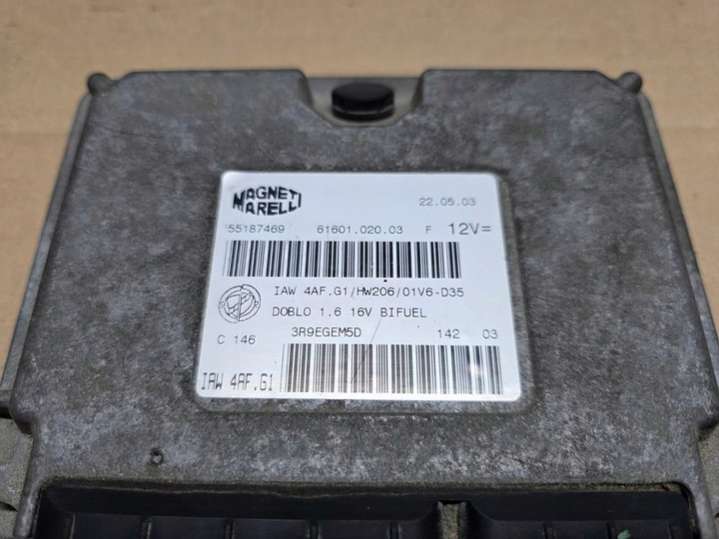 MAGNETI MARELLI 22.05.03
55187469 61601.020.03 F 12V=
IAW 4AF.G1/HW206/01V6-D35
DOBLO 1.6 16V BIFUEL
C 146 3R9EGEM5D 142 03
IAW 4AF.G1